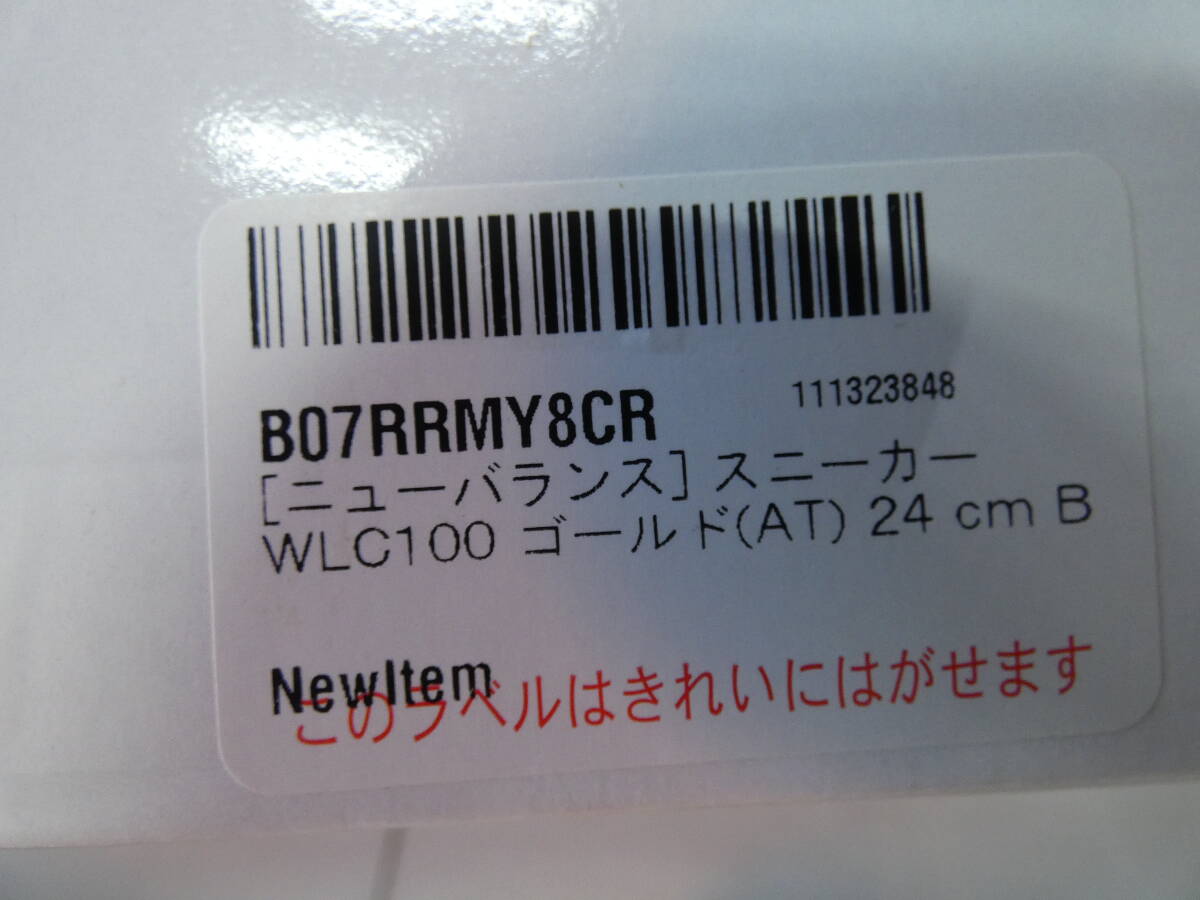 B07RRMY8CR 111323848
[ニューバランス] スニーカー
WLC100 ゴールド(AT) 24 cm B
NewItem
このラベルはきれいにはがせます